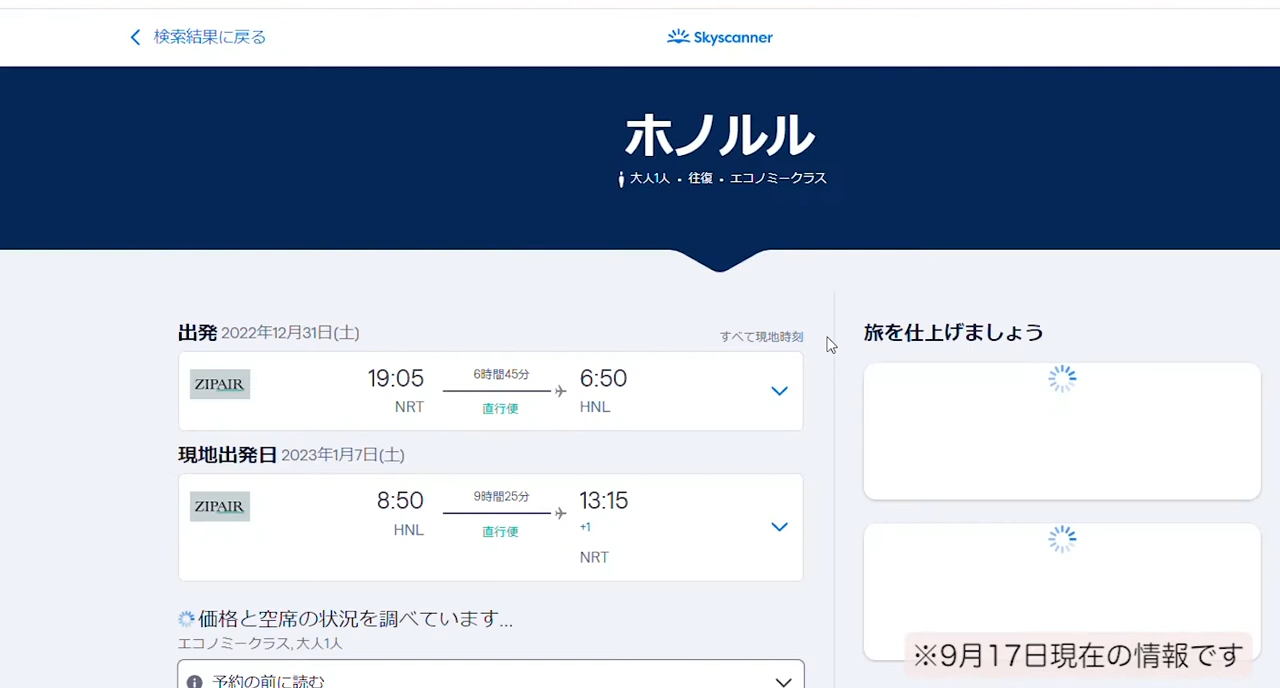 検索結果に戻る
Skyscanner
ホノルル
大人1人 • 往復 • エコノミークラス
出発 2022年12月31日(土)
すべて現地時刻
ZIPAIR
19:05
NRT
6時間45分
直行便
6:50
HNL
現地出発日 2023年1月7日(土)
ZIPAIR
8:50
HNL
9時間25分
直行便
13:15
+1
NRT
価格と空席の状況を調べています...
エコノミークラス, 大人1人
予約の前に読む
旅を仕上げましょう
※9月17日現在の情報です